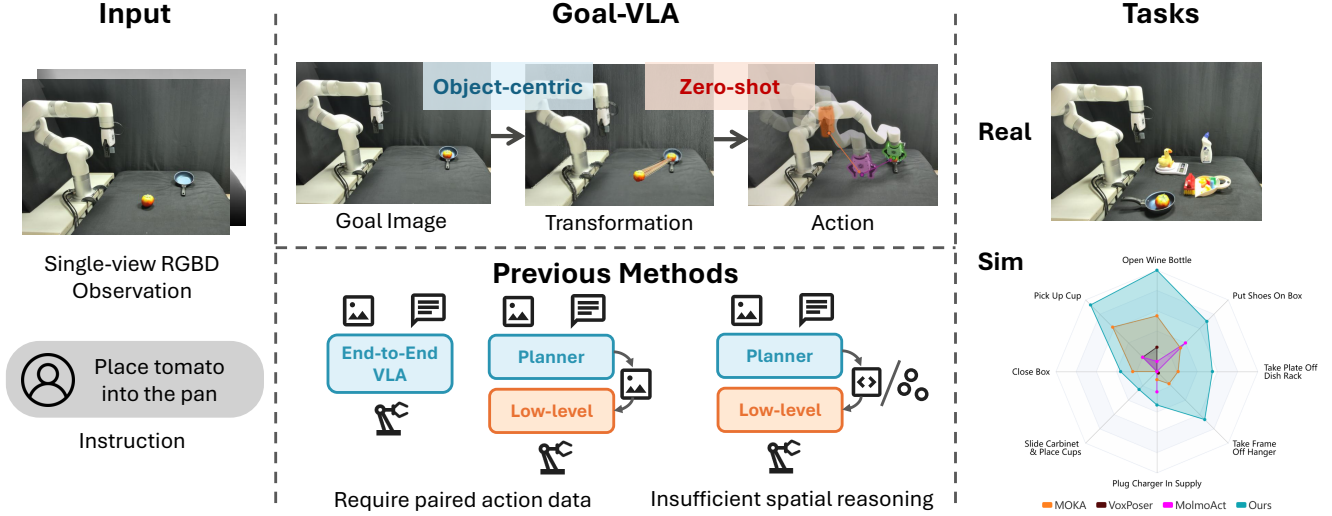 Input
Single-view RGBD
Observation
Place tomato
into the pan
Instruction
Goal-VLA
Object-centric
Zero-shot
Goal Image
Transformation
Action
Previous Methods
End-to-End
VLA
Planner
Low-level
Planner
Low-level
Require paired action data
Insufficient spatial reasoning
Tasks
Real
Sim
Open Wine Bottle
Pick Up Cup
Put Shoes On Box
Close Box
Take Plate Off
Dish Rack
Slide Carbinet
& Place Cups
Take Frame
Off Hanger
Plug Charger In Supply
MOKA
VoxPoser
MolmoAct
Ours